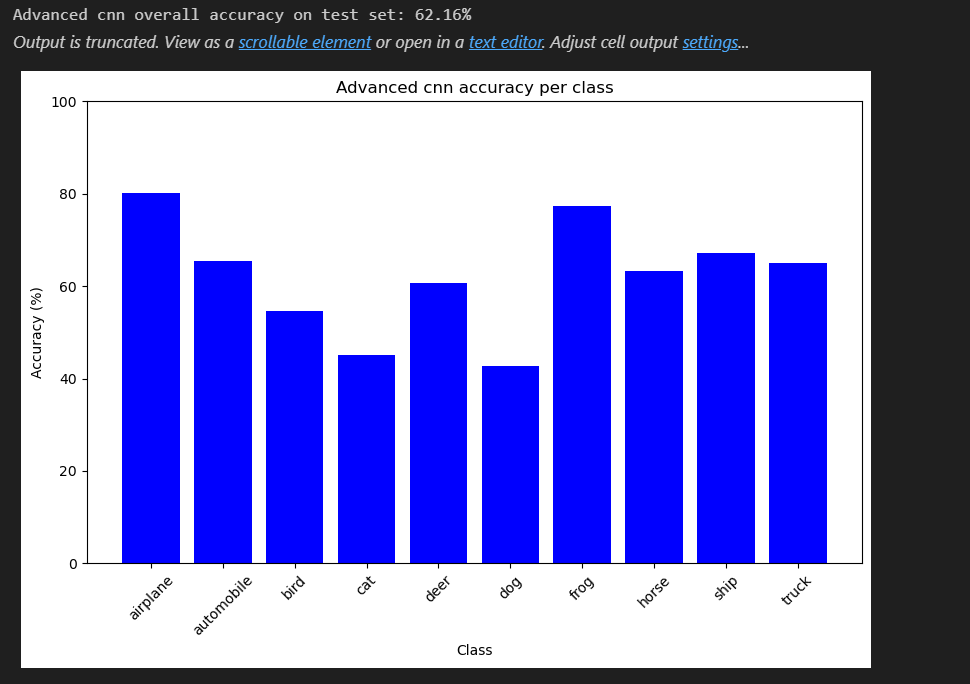 Advanced cnn overall accuracy on test set: 62.16%
Output is truncated. View as a scrollable element or open in a text editor. Adjust cell output settings...
Advanced cnn accuracy per class
100
80
60
40
20
0
Accuracy (%)
airplane
automobile
bird
cat
deer
dog
frog
horse
ship
truck
Class